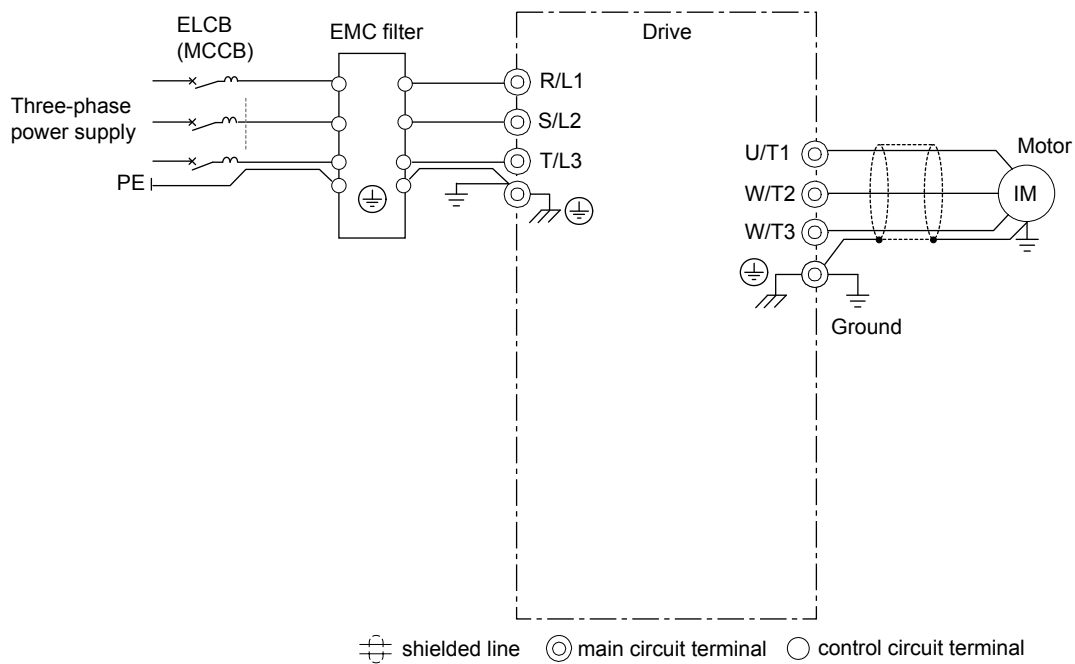 ELCB
(MCCB)
EMC filter
Drive
Three-phase
power supply
PE
R/L1
S/L2
T/L3
U/T1
W/T2
W/T3
Motor
IM
Ground
shielded line
main circuit terminal
control circuit terminal